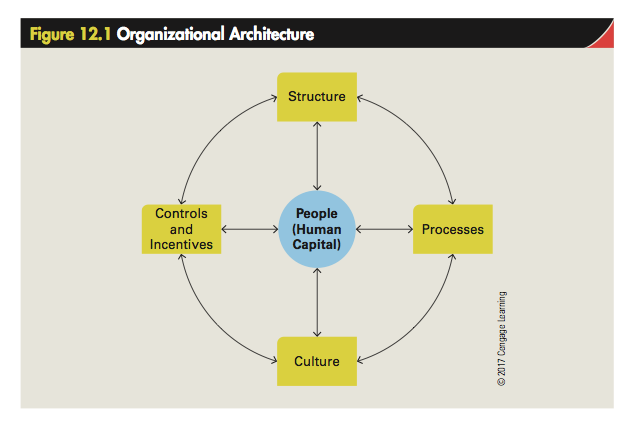 Figure 12.1 Organizational Architecture
Structure
Controls
and
Incentives
People
(Human
Capital)
Processes
Culture
© 2017 Cengage Learning